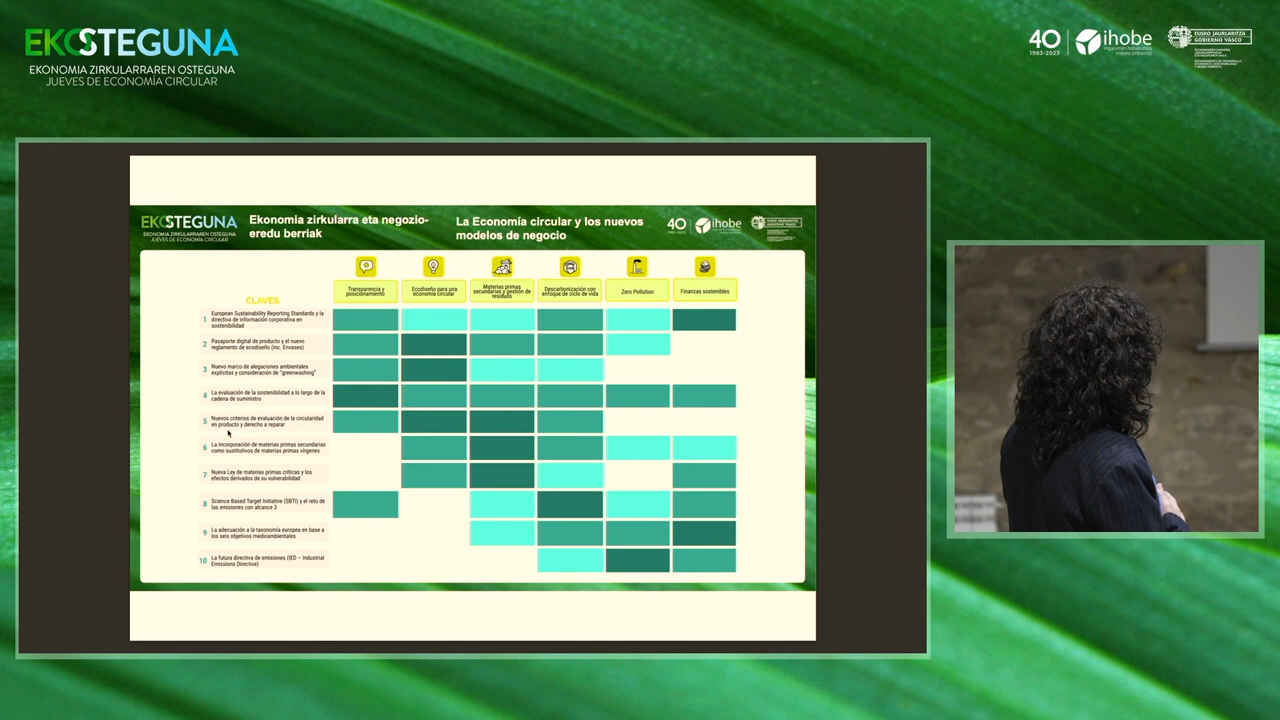 EKOSTEGUNA
EKONOMIA ZIRKULARRAREN OSTEGUNA
JUEVES DE ECONOMÍA CIRCULAR
40
1983-2023
ihobe
ingurumen hobekuntza
mejora ambiental
EUSKO JAURLARITZA
GOBIERNO VASCO
EKOSTEGUNA
EKONOMIA ZIRKULARRAREN OSTEGUNA
JUEVES DE ECONOMÍA CIRCULAR
Ekonomia zirkularra eta negozio-
eredu berriak
La Economía circular y los nuevos
modelos de negocio
40
ihobe
EUSKO JAURLARITZA
GOBIERNO VASCO
CLAVES
Transparencia y
posicionamiento
Ecodiseño para una
economía circular
Materias primas
secundarias y gestión de
residuos
Descarbonización con
enfoque de ciclo de vida
Zero Pollution
Finanzas sostenibles
1 European Sustainability Reporting Standards y la
directiva de información corporativa en
sostenibilidad
2 Pasaporte digital de producto y el nuevo
reglamento de ecodiseño (inc. Envases)
3 Nuevo marco de alegaciones ambientales
explícitas y consideración de "greenwashing"
4 La evaluación de la sostenibilidad a lo largo de la
cadena de suministro
5 Nuevos criterios de evaluación de la circularidad
en producto y derecho a reparar
6 La incorporación de materias primas secundarias
como sustitutivos de materias primas vírgenes
7 Nueva Ley de materias primas críticas y los
efectos derivados de su vulnerabilidad
8 Science Based Target Initiative (SBTI) y el reto de
las emisiones con alcance 3
9 La adecuación a la taxonomía europea en base a
los seis objetivos medioambientales
10 La futura directiva de emisiones (IED – Industrial
Emissions Directive)